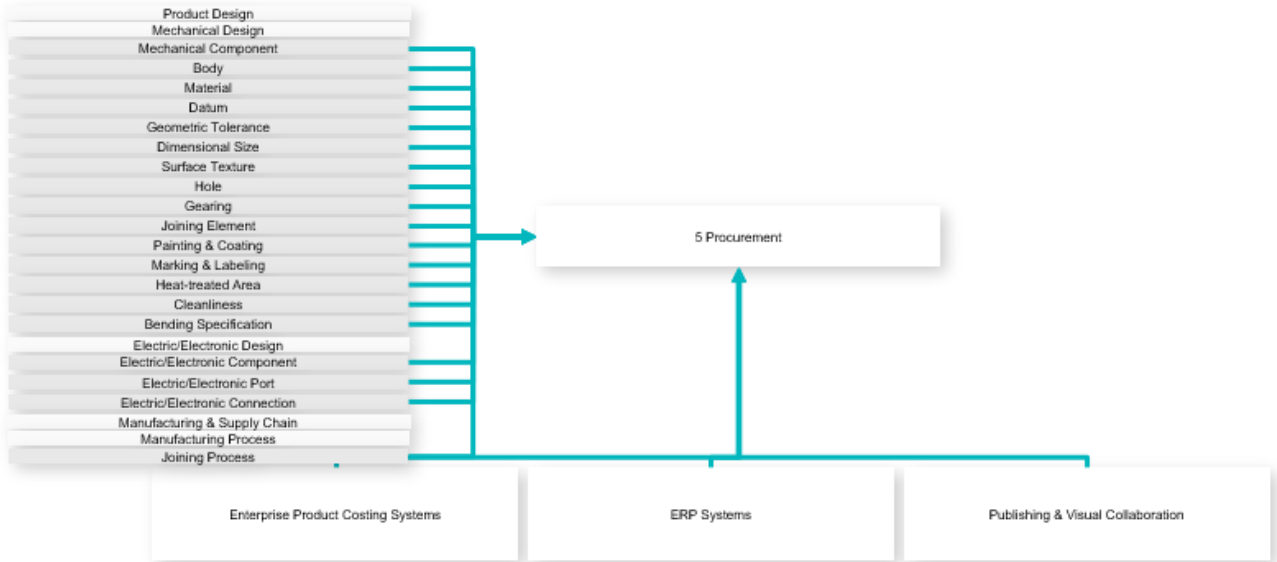 Product Design
Mechanical Design
Mechanical Component
Body
Material
Datum
Geometric Tolerance
Dimensional Size
Surface Texture
Hole
Gearing
Joining Element
Painting & Coating
Marking & Labeling
Heat-treated Area
Cleanliness
Bending Specification
Electric/Electronic Design
Electric/Electronic Component
Electric/Electronic Port
Electric/Electronic Connection
Manufacturing & Supply Chain
Manufacturing Process
Joining Process
5 Procurement
Enterprise Product Costing Systems
ERP Systems
Publishing & Visual Collaboration